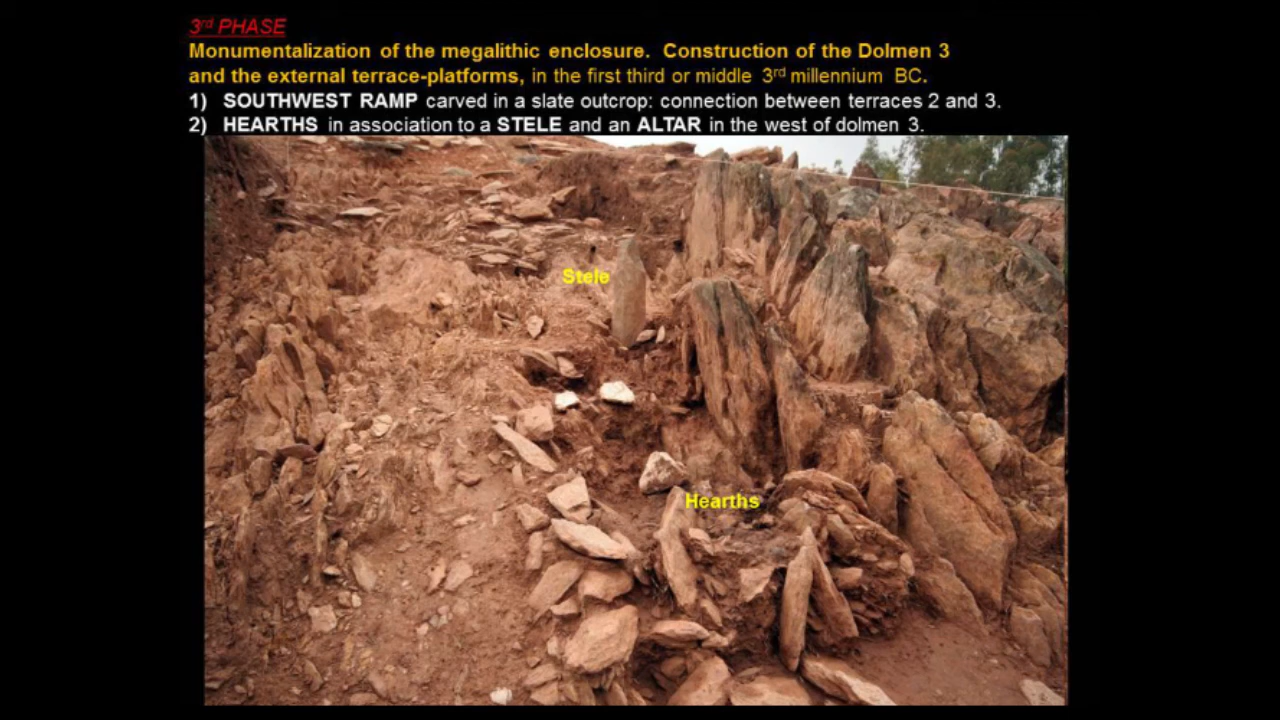 3rd PHASE
Monumentalization of the megalithic enclosure. Construction of the Dolmen 3
and the external terrace-platforms, in the first third or middle 3rd millennium BC.
1) SOUTHWEST RAMP carved in a slate outcrop: connection between terraces 2 and 3.
2) HEARTHS in association to a STELE and an ALTAR in the west of dolmen 3.
Stele
Hearths